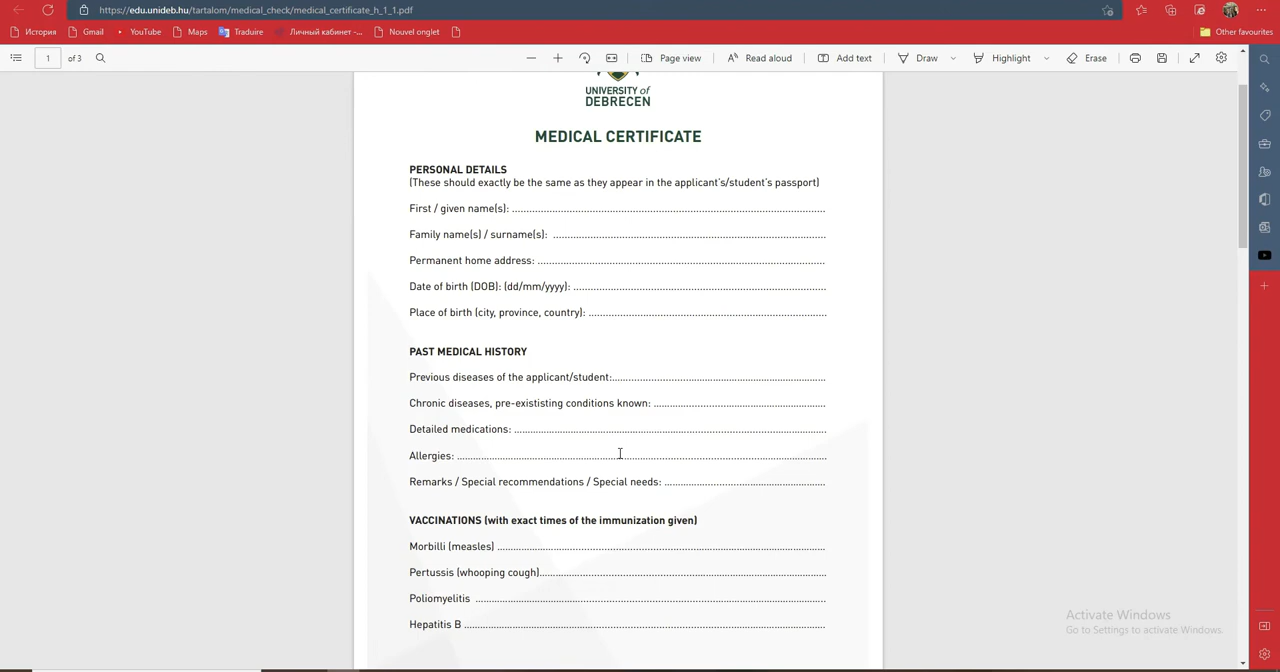 https://edu.unideb.hu/tartalom/medical_check/medical_certificate_h_1_1.pdf
История Gmail YouTube Maps Traduire Личный кабинет -... Nouvel onglet Other favourites
1 of 3 Page view Read aloud Add text Draw Highlight Erase
UNIVERSITY of
DEBRECEN
MEDICAL CERTIFICATE
PERSONAL DETAILS
(These should exactly be the same as they appear in the applicant's/student's passport)
First / given name(s):
Family name(s) / surname(s):
Permanent home address:
Date of birth (DOB): (dd/mm/yyyy):
Place of birth (city, province, country):
PAST MEDICAL HISTORY
Previous diseases of the applicant/student:
Chronic diseases, pre-exististing conditions known:
Detailed medications:
Allergies:
Remarks / Special recommendations / Special needs:
VACCINATIONS (with exact times of the immunization given)
Morbilli (measles)
Pertussis (whooping cough)
Poliomyelitis
Hepatitis B
Activate Windows
Go to Settings to activate Windows.